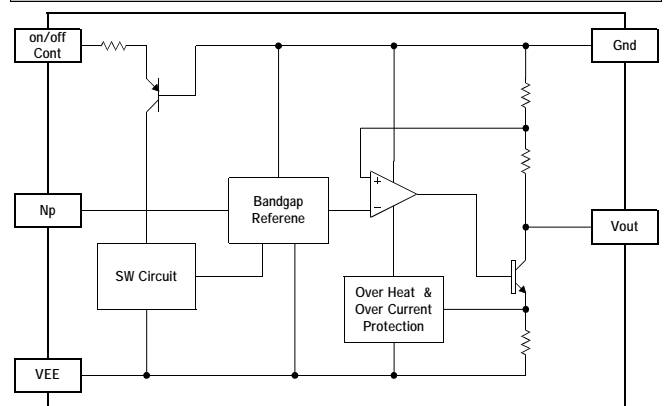 on/off
Cont
Gnd
+
−
Np
Bandgap
Referene
Vout
SW Circuit
Over Heat &
Over Current
Protection
VEE